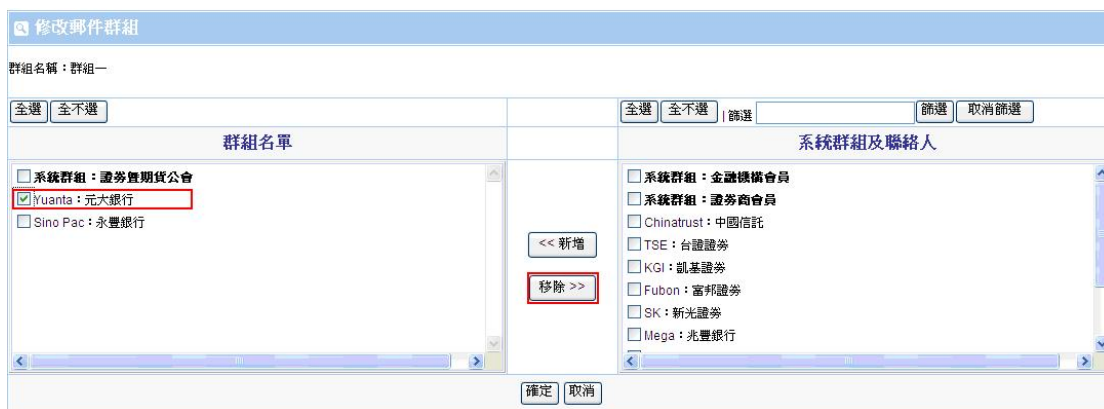 修改郵件群組
群組名稱：群組一
全選 全不選
全選 全不選 | 篩選 篩選 取消篩選
群組名單
系統群組及聯絡人
系統群組：證券暨期貨公會
Yuanta：元大銀行
Sino Pac：永豐銀行
<< 新增
移除 >>
系統群組：金融機構會員
系統群組：證券商會員
Chinatrust：中國信託
TSE：台證證券
KGI：凱基證券
Fubon：富邦證券
SK：新光證券
Mega：兆豐銀行
確定 取消